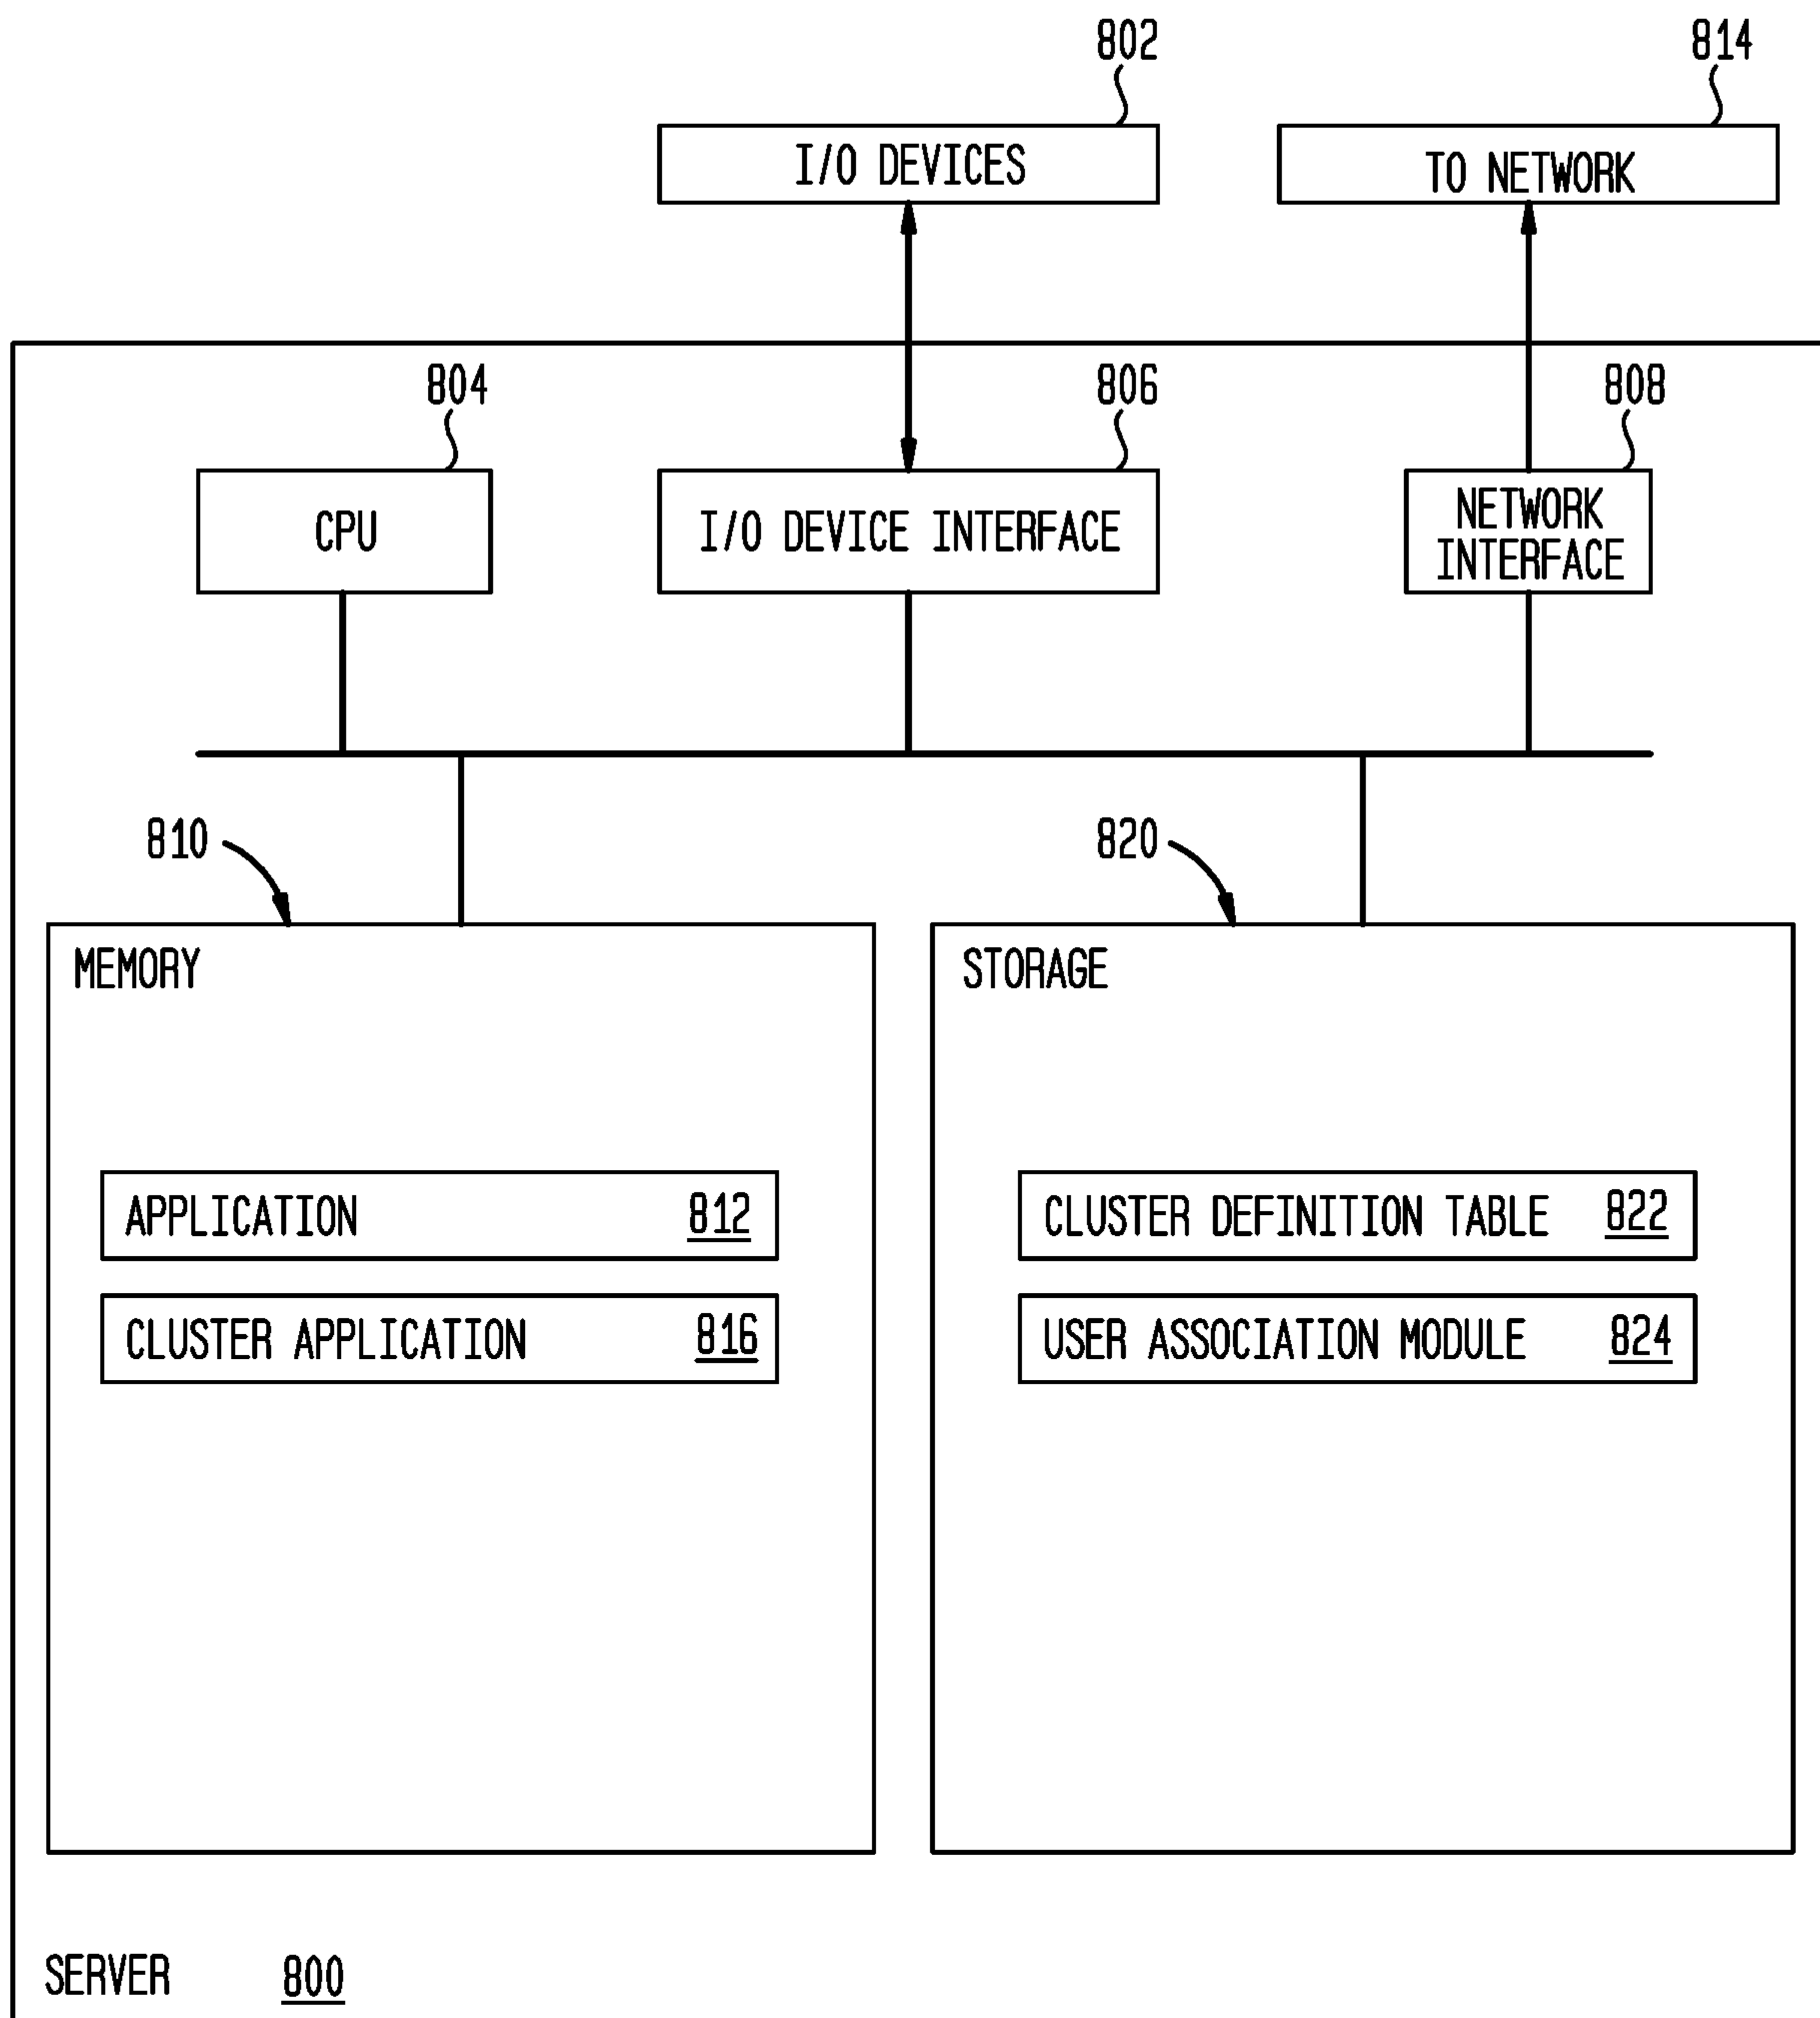 802
814
I/O DEVICES
TO NETWORK
804
806
808
CPU
I/O DEVICE INTERFACE
NETWORK
INTERFACE
810
820
MEMORY
STORAGE
APPLICATION 812
CLUSTER DEFINITION TABLE 822
CLUSTER APPLICATION 816
USER ASSOCIATION MODULE 824
SERVER 800